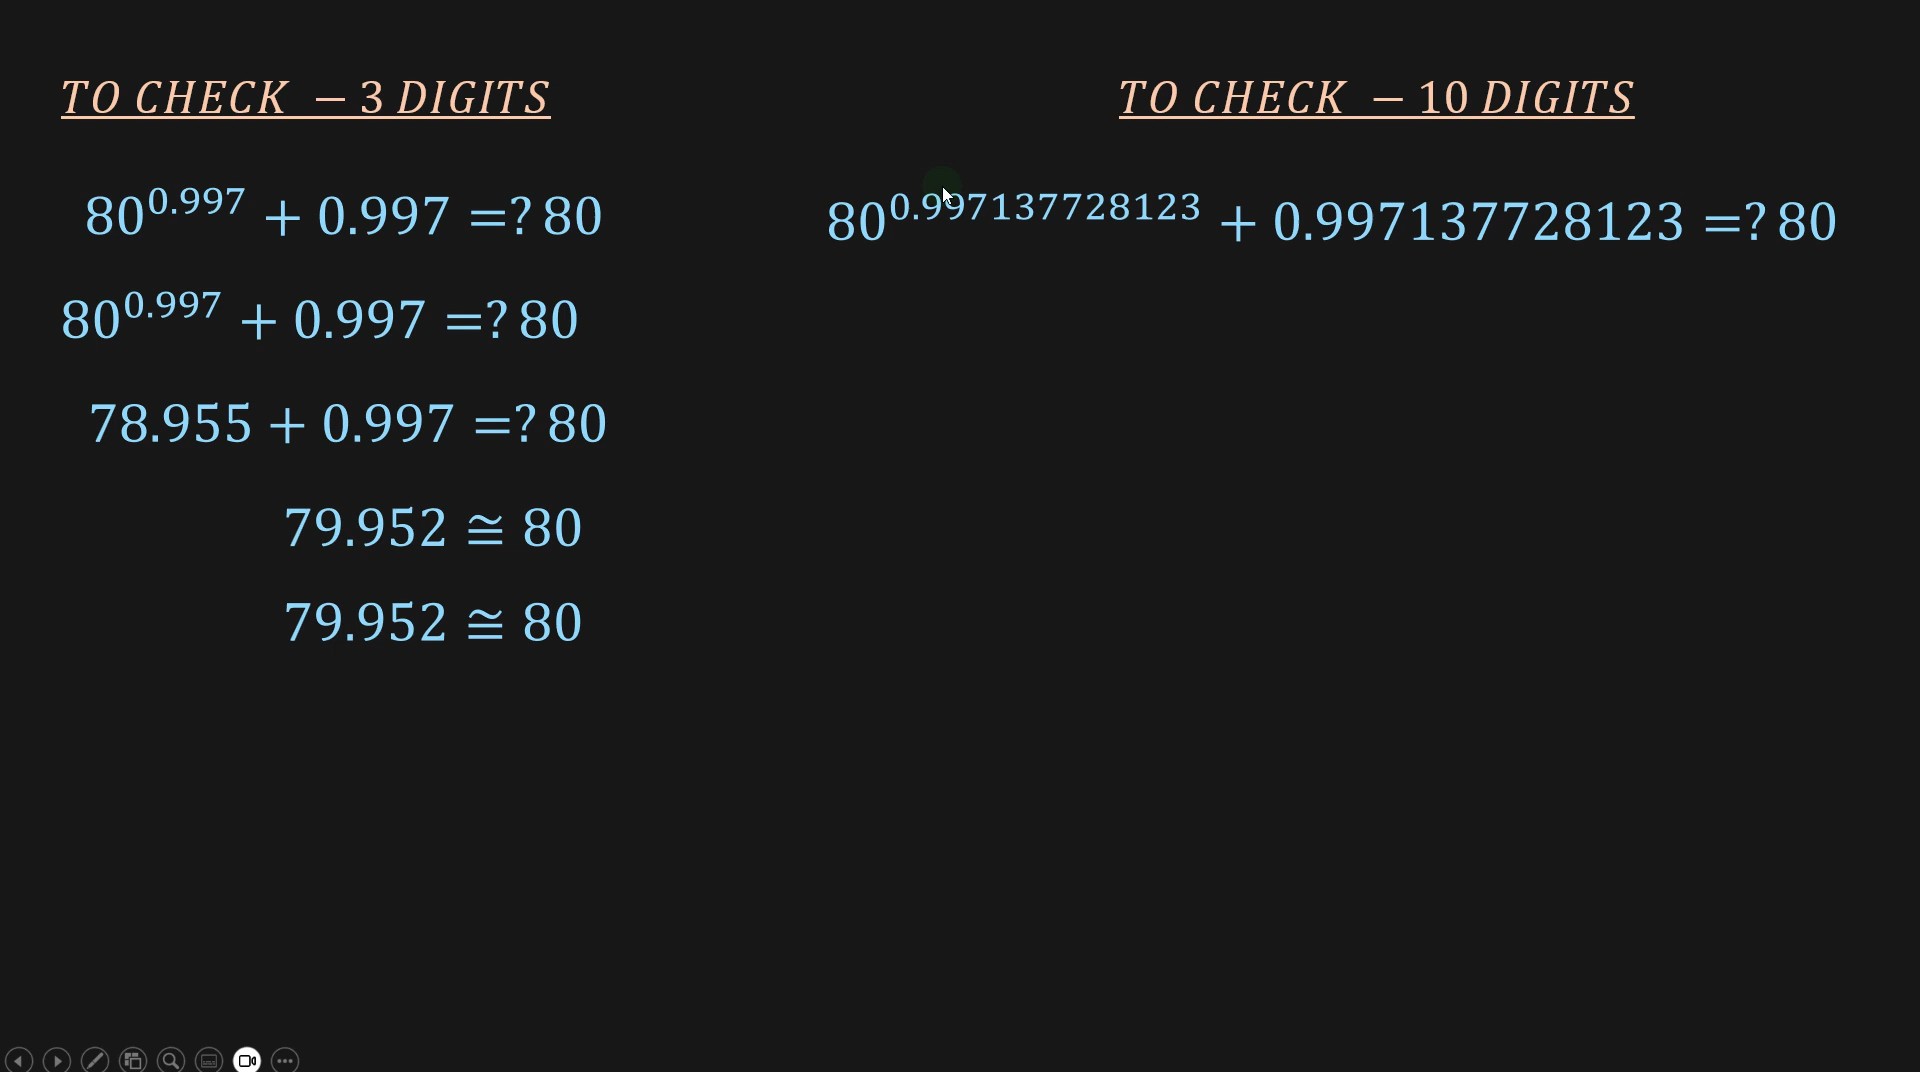 TO CHECK – 3 DIGITS
80^0.997 + 0.997 =? 80
80^0.997 + 0.997 =? 80
78.955 + 0.997 =? 80
79.952 ≅ 80
79.952 ≅ 80
TO CHECK – 10 DIGITS
80^0.997137728123 + 0.997137728123 =? 80